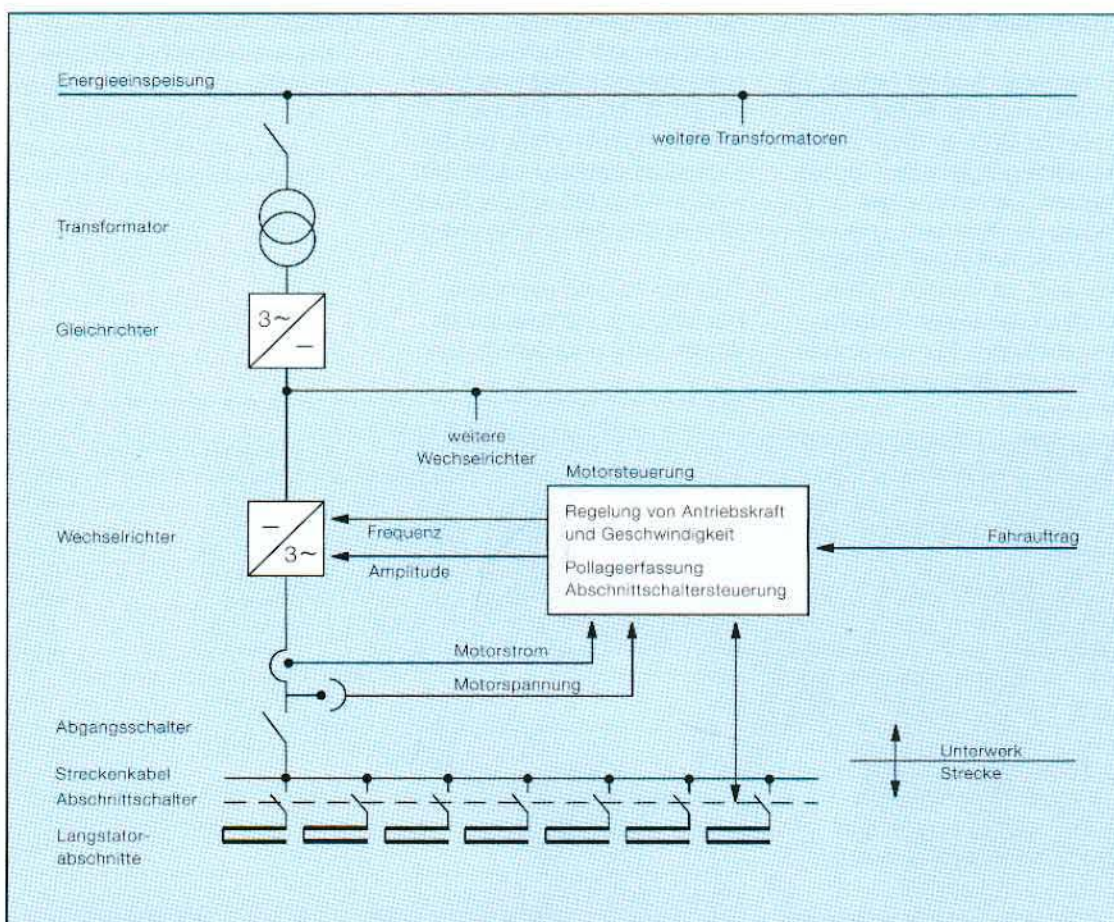 Energieeinspeisung
weitere Transformatoren
Transformator
Gleichrichter
3~
–
weitere
Wechselrichter
Motorsteuerung
Wechselrichter
–
3~
Frequenz
Amplitude
Regelung von Antriebskraft
und Geschwindigkeit
Pollageerfassung
Abschnittschaltersteuerung
Fahrauftrag
Motorstrom
Motorspannung
Abgangsschalter
Unterwerk
Strecke
Streckenkabel
Abschnittschalter
Langstator-
abschnitte